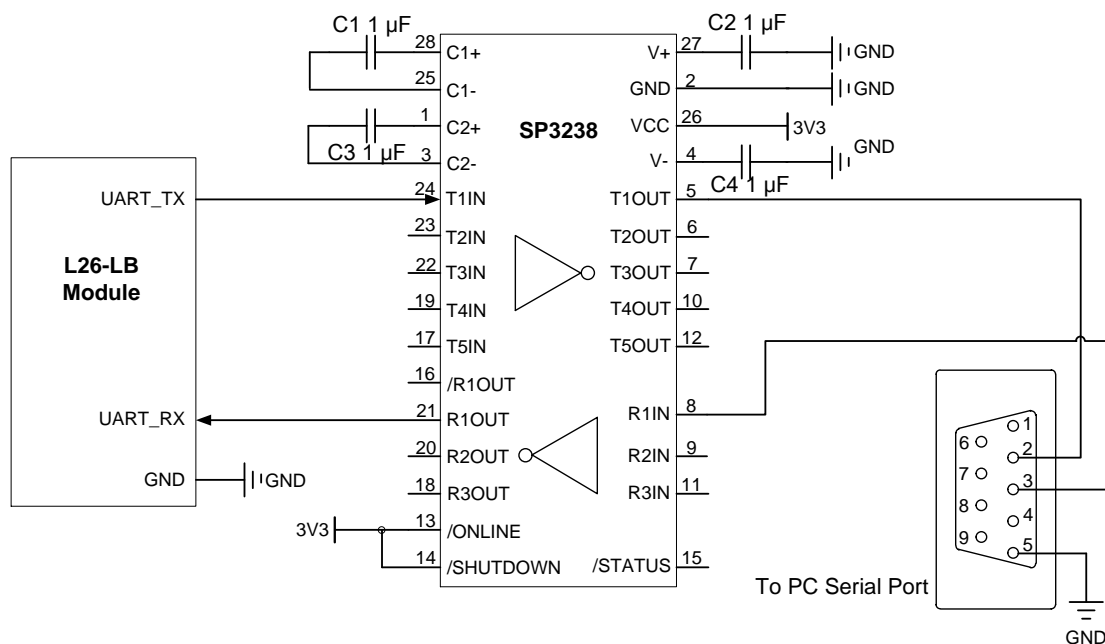 C1 1 µF
28
C1+
25
C1-
1
C2+
C3 1 µF
3
C2-
24
T1IN
23
T2IN
22
T3IN
19
T4IN
17
T5IN
16
/R1OUT
21
R1OUT
20
R2OUT
18
R3OUT
3V3
13
/ONLINE
14
/SHUTDOWN
SP3238
C2 1 µF
V+
27
GND
GND
2
GND
VCC
26
3V3
V-
4
GND
C4 1 µF
T1OUT
5
T2OUT
6
T3OUT
7
T4OUT
10
T5OUT
12
R1IN
8
R2IN
9
R3IN
11
/STATUS
15
UART_TX
L26-LB
Module
UART_RX
GND
GND
1
6
2
7
3
8
4
9
5
To PC Serial Port
GND